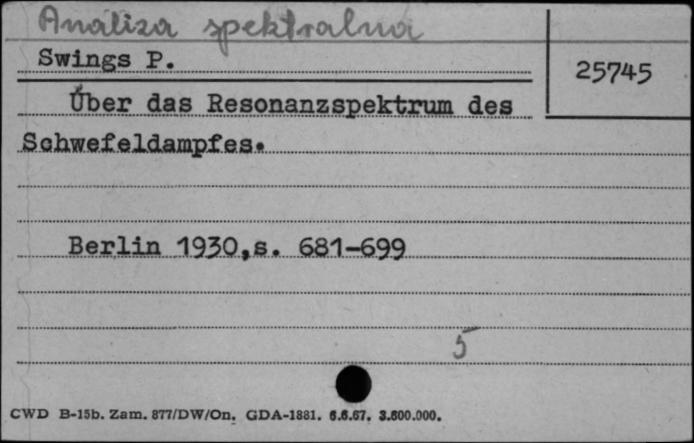 Analiza spektralna
Swings P.
25745
Über das Resonanzspektrum des
Schwefeldampfes.
Berlin 1930,s. 681-699
5
CWD B-15b. Zam. 877/DW/On. GDA-1881. 6.6.67. 3.600.000.